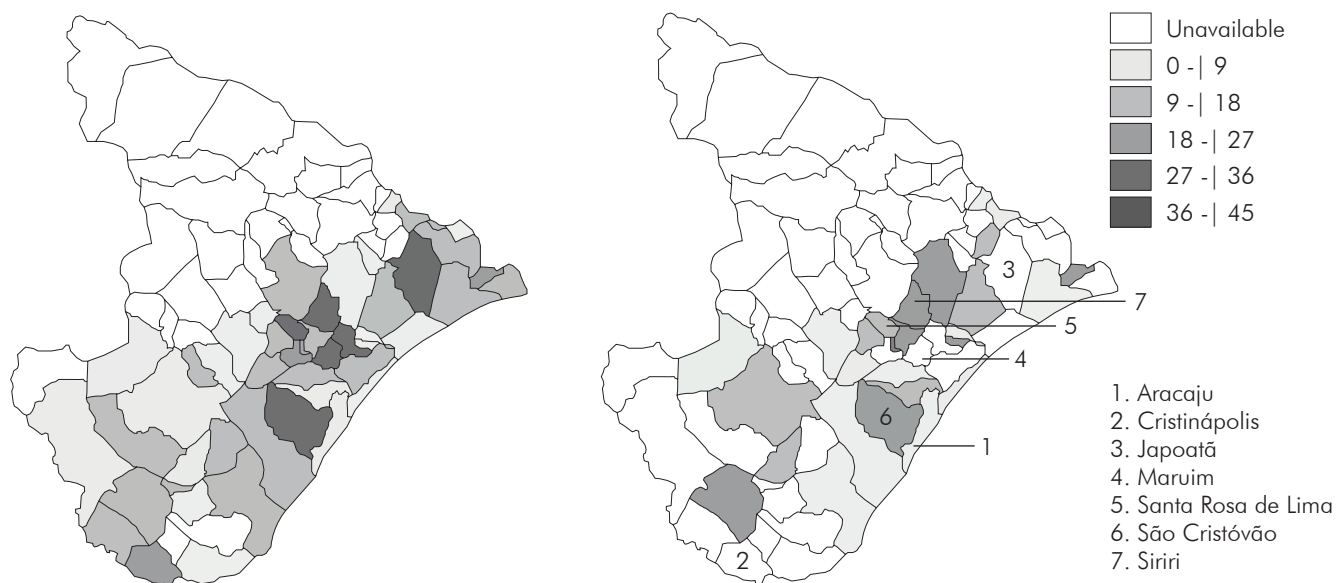 Unavailable
0 -| 9
9 -| 18
18 -| 27
27 -| 36
36 -| 45
3
7
5
4
6
1
2
1. Aracaju
2. Cristinápolis
3. Japoatã
4. Maruim
5. Santa Rosa de Lima
6. São Cristóvão
7. Siriri